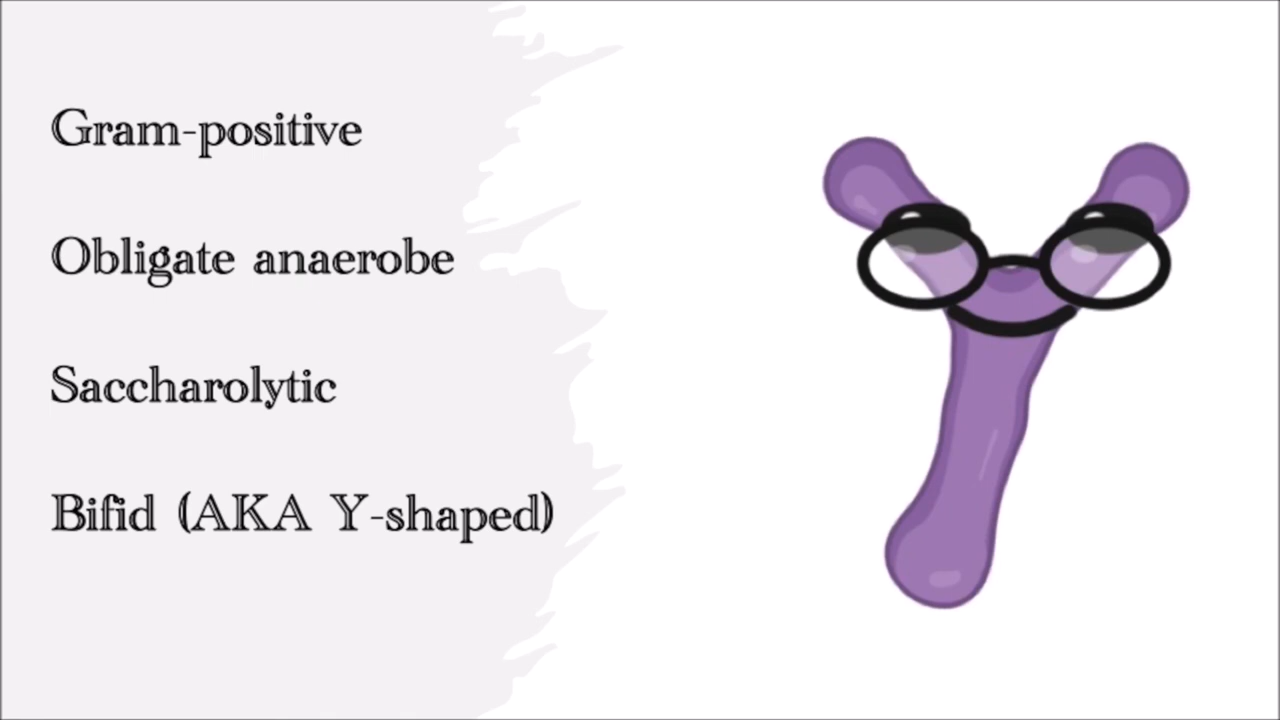 Gram-positive
Obligate anaerobe
Saccharolytic
Bifid (AKA Y-shaped)